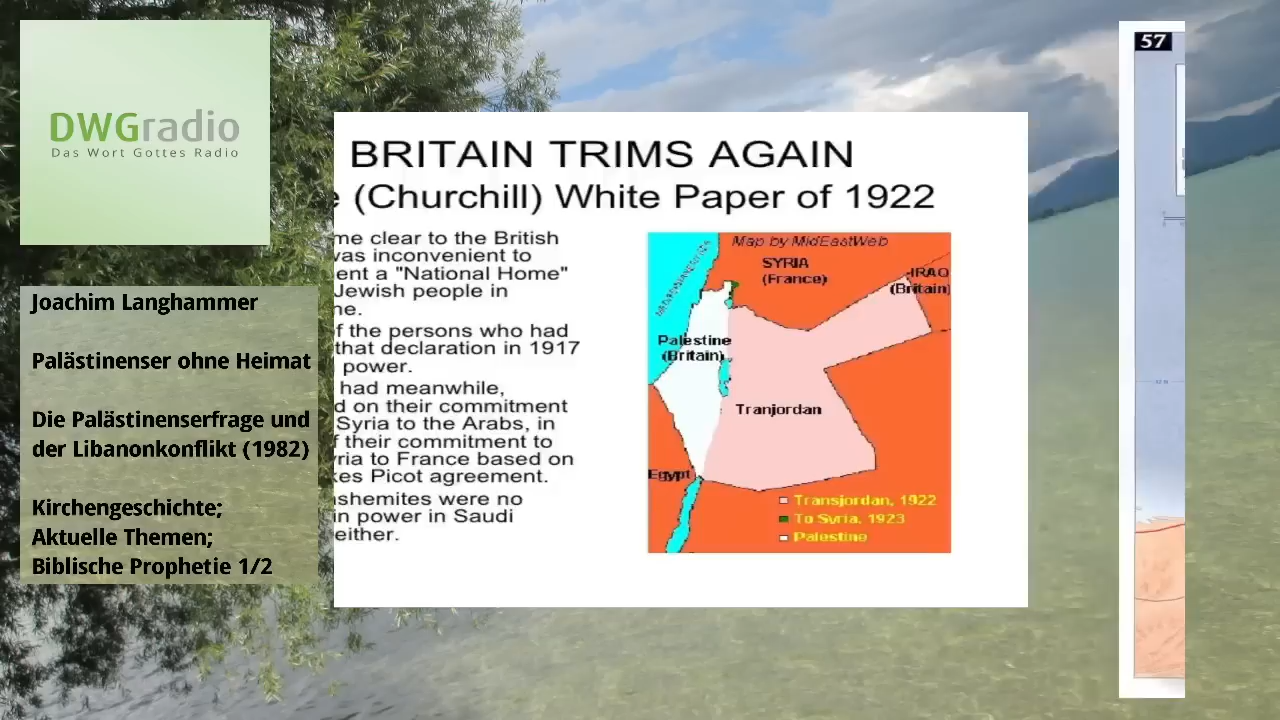 DWGradio
Das Wort Gottes Radio
Joachim Langhammer
Palästinenser ohne Heimat
Die Palästinenserfrage und
der Libanonkonflikt (1982)
Kirchengeschichte;
Aktuelle Themen;
Biblische Prophetie 1/2
BRITAIN TRIMS AGAIN
(Churchill) White Paper of 1922
me clear to the British
was inconvenient to
ent a "National Home"
Jewish people in
ne.
f the persons who had
that declaration in 1917
power.
had meanwhile,
d on their commitment
Syria to the Arabs, in
f their commitment to
ria to France based on
es Picot agreement.
shemites were no
in power in Saudi
either.
Map by MidEastWeb
SYRIA
(France)
IRAQ
(Britain)
Palestine
(Britain)
Tranjordan
Egypt
Transjordan, 1922
To Syria, 1923
Palestine
57